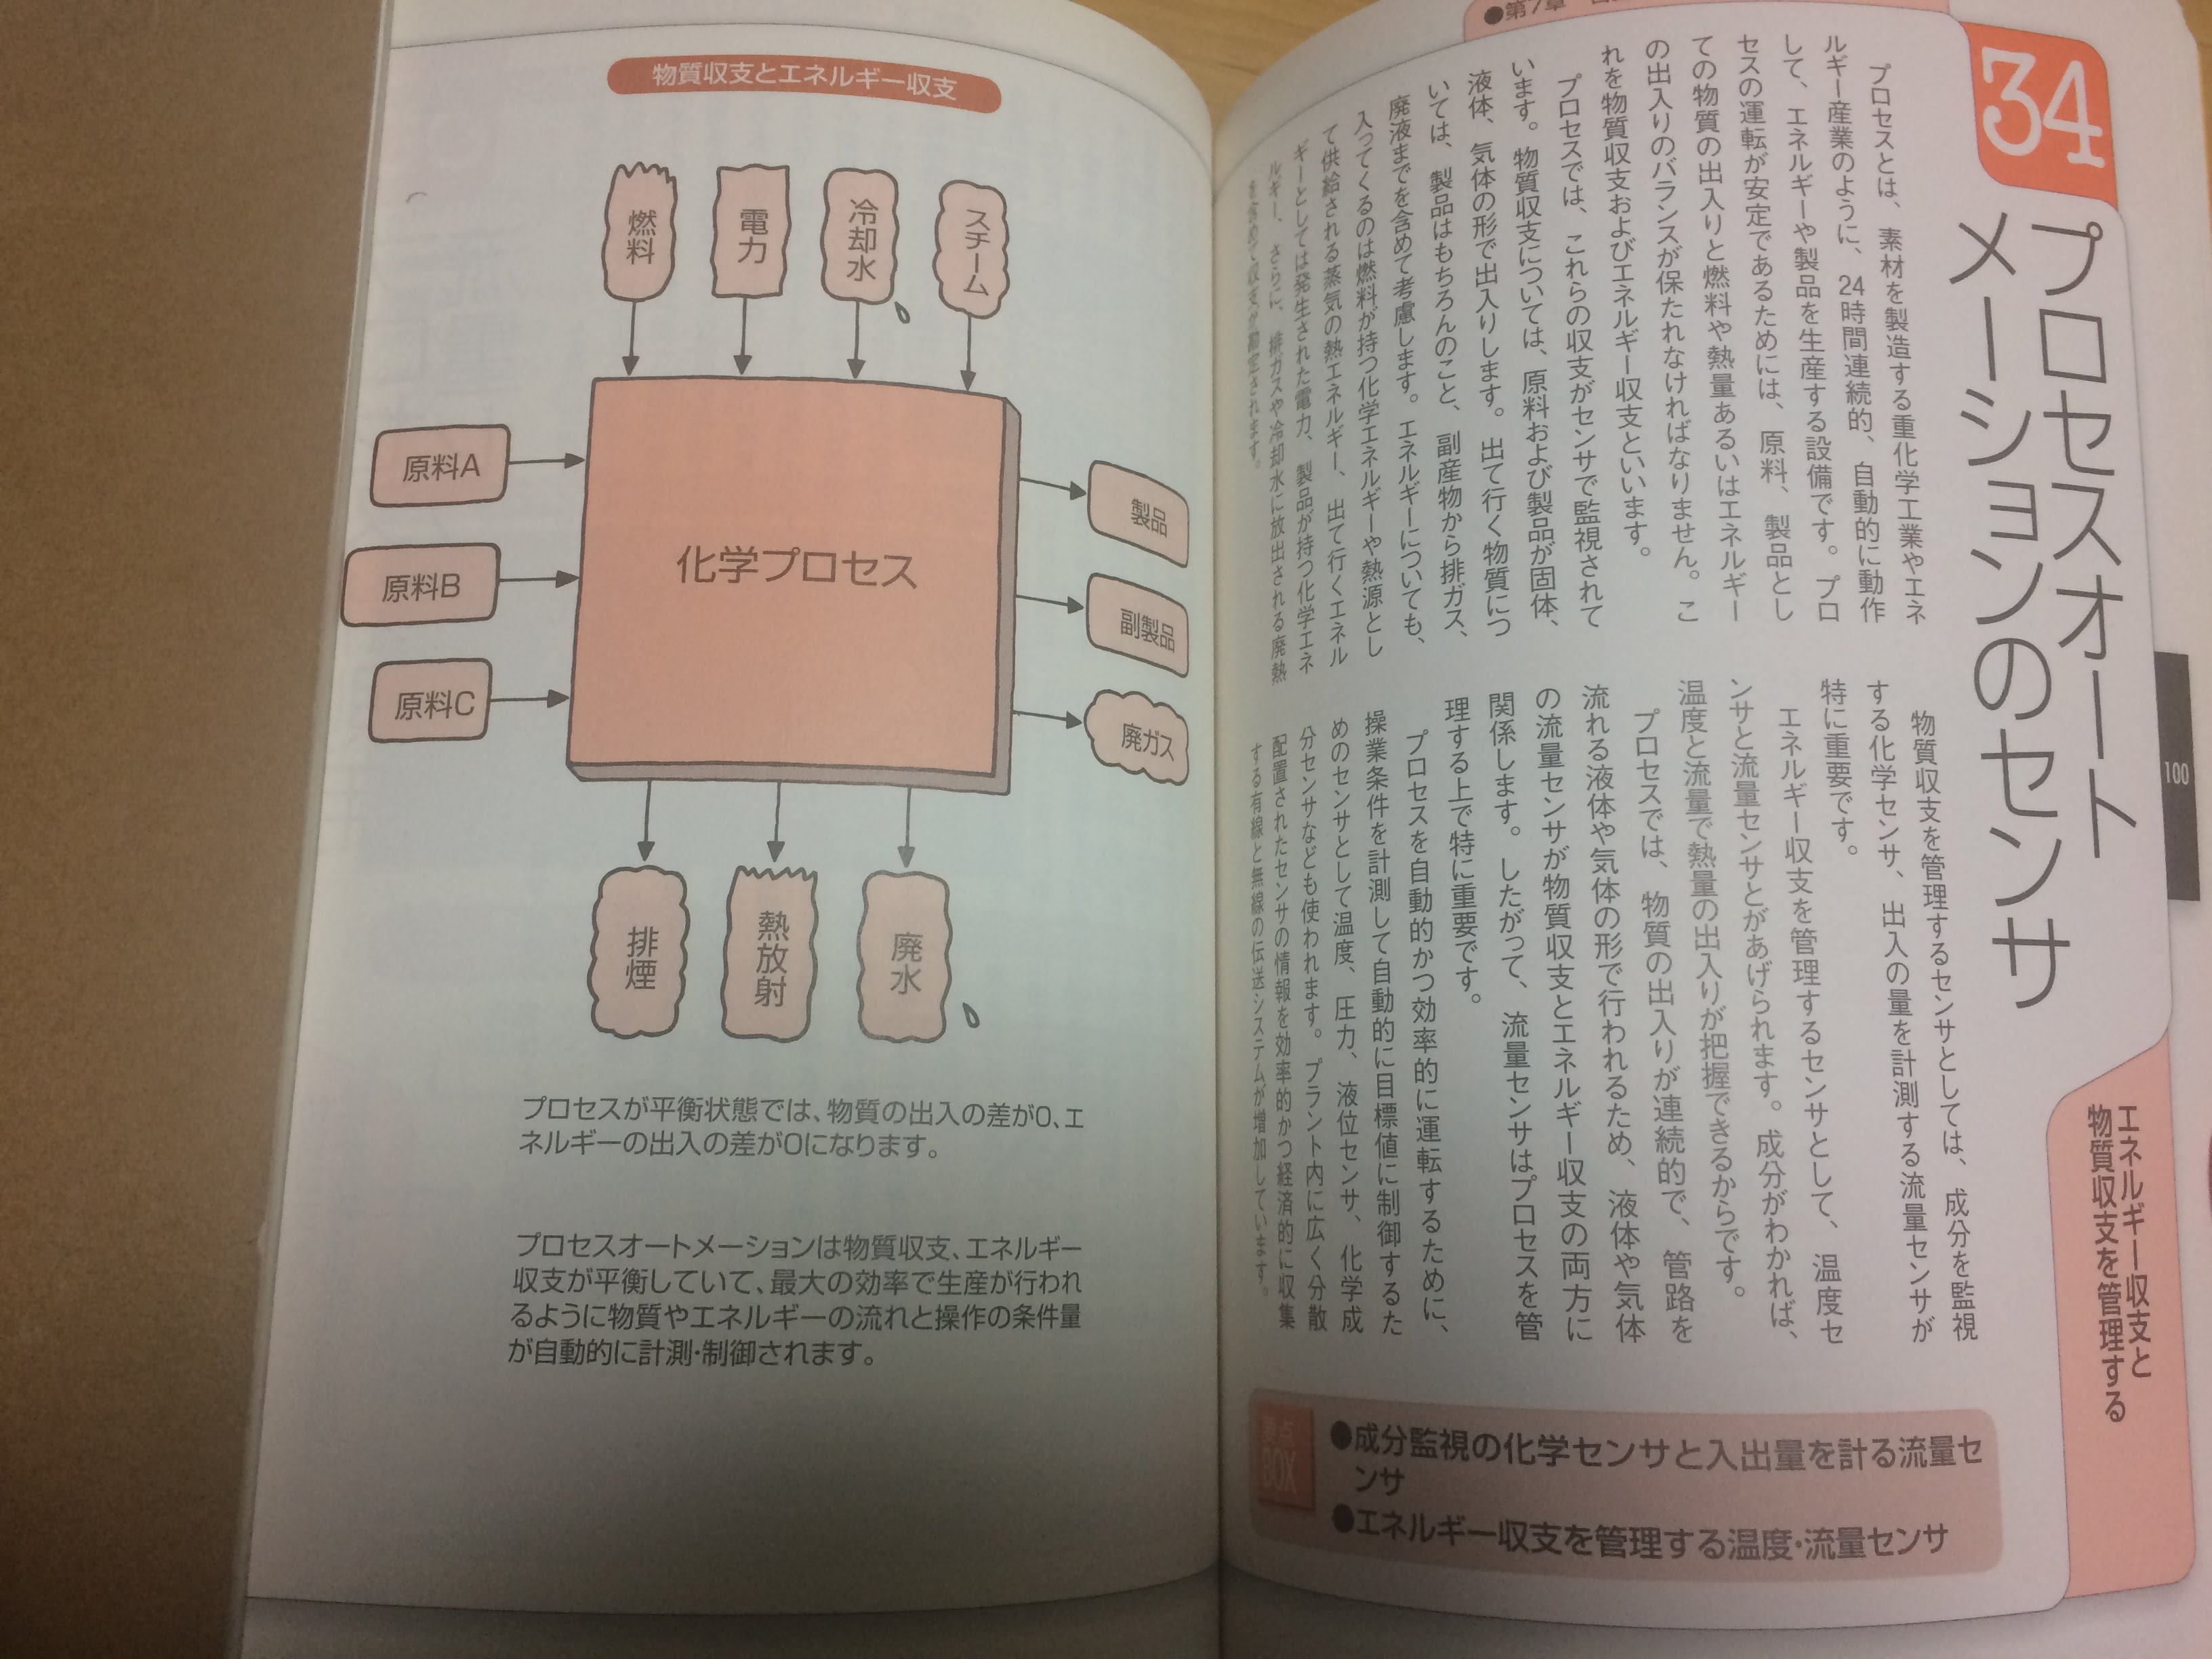 ●第7章
34
プロセスオート
メーションのセンサ
エネルギー収支と
物質収支を管理する
100
プロセスとは、素材を製造する重化学工業やエネ
ルギー産業のように、24時間連続的、自動的に動作
して、エネルギーや製品を生産する設備です。プロ
セスの運転が安定であるためには、原料、製品とし
ての物質の出入りと燃料や熱量あるいはエネルギー
の出入りのバランスが保たれなければなりません。こ
れを物質収支およびエネルギー収支といいます。
プロセスでは、これらの収支がセンサで監視されて
います。物質収支については、原料および製品が固体、
液体、気体の形で出入りします。出て行く物質につ
いては、製品はもちろんのこと、副産物から排ガス、
廃液までを含めて考慮します。エネルギーについても、
入ってくるのは燃料が持つ化学エネルギーや熱源とし
て供給される蒸気の熱エネルギー、出て行くエネル
ギーとしては発生された電力、製品が持つ化学エネ
ルギー、さらに、排ガスや冷却水に放出される廃熱
を含めて収支が勘定されます。
物質収支を管理するセンサとしては、成分を監視
する化学センサ、出入の量を計測する流量センサが
特に重要です。
エネルギー収支を管理するセンサとして、温度セ
ンサと流量センサとがあげられます。成分がわかれば、
温度と流量で熱量の出入りが把握できるからです。
プロセスでは、物質の出入りが連続的で、管路を
流れる液体や気体の形で行われるため、液体や気体
の流量センサが物質収支とエネルギー収支の両方に
関係します。したがって、流量センサはプロセスを管
理する上で特に重要です。
プロセスを自動的かつ効率的に運転するために、
操業条件を計測して自動的に目標値に制御するた
めのセンサとして温度、圧力、液位センサ、化学成
分センサなども使われます。プラント内に広く分散
配置されたセンサの情報を効率的かつ経済的に収集
する有線と無線の伝送システムが増加しています。
要点
BOX
●成分監視の化学センサと入出量を計る流量セ
ンサ
●エネルギー収支を管理する温度・流量センサ
物質収支とエネルギー収支
燃料
電力
冷却水
スチーム
原料A
原料B
原料C
化学プロセス
製品
副製品
廃ガス
排煙
熱放射
廃水
プロセスが平衡状態では、物質の出入の差が0、エ
ネルギーの出入の差が0になります。
プロセスオートメーションは物質収支、エネルギー
収支が平衡していて、最大の効率で生産が行われ
るように物質やエネルギーの流れと操作の条件量
が自動的に計測・制御されます。